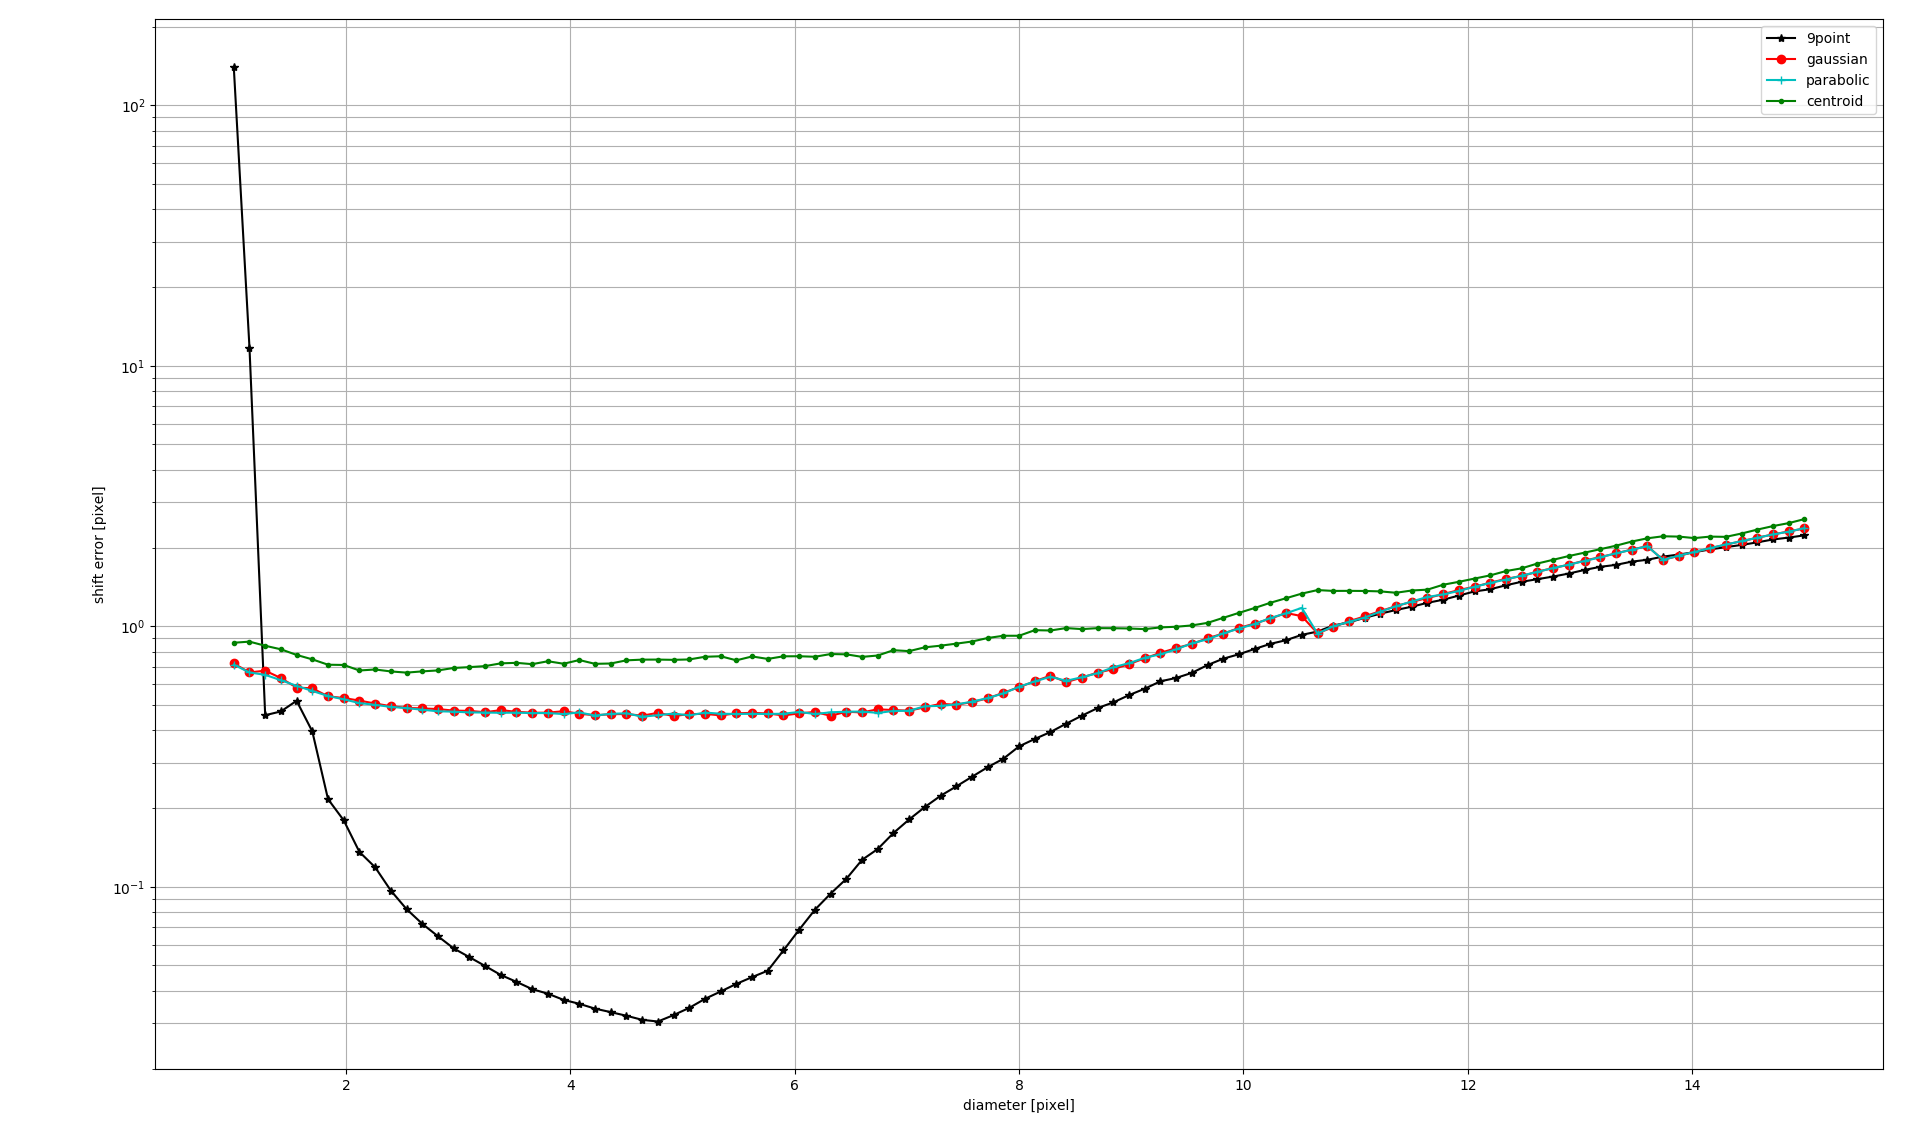 9point
gaussian
parabolic
centroid
10²
10¹
10⁰
10⁻¹
shift error [pixel]
2 4 6 8 10 12 14
diameter [pixel]